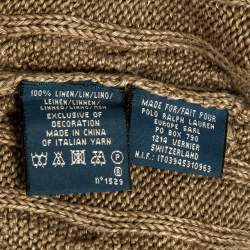 100% LINEN/LIN/LINO/
LEINEN/LINNEN/
EXCLUSIVE OF
DECORATION
MADE IN CHINA
OF ITALIAN YARN
P
n°1529
MADE FOR/FAIT POUR
POLO RALPH LAUREN
EUROPE SARL
PO BOX 790
1214 VERNIER
SWITZERLAND
N.I.F: IT03945310963